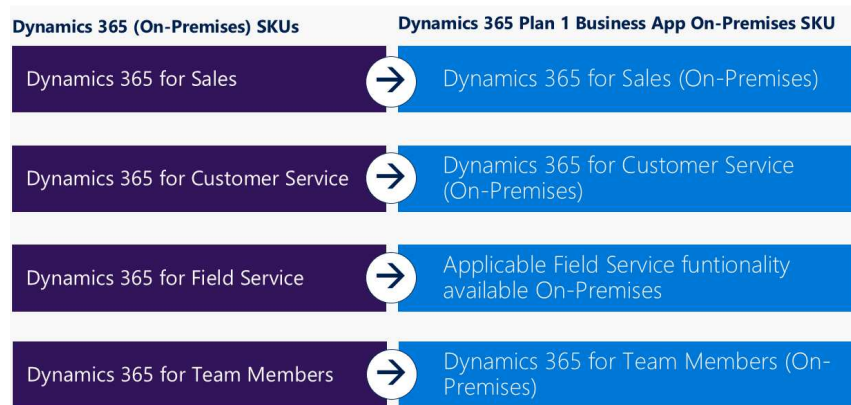 Dynamics 365 (On-Premises) SKUs
Dynamics 365 Plan 1 Business App On-Premises SKU
Dynamics 365 for Sales
Dynamics 365 for Sales (On-Premises)
Dynamics 365 for Customer Service
Dynamics 365 for Customer Service
(On-Premises)
Dynamics 365 for Field Service
Applicable Field Service funtionality
available On-Premises
Dynamics 365 for Team Members
Dynamics 365 for Team Members (On-
Premises)